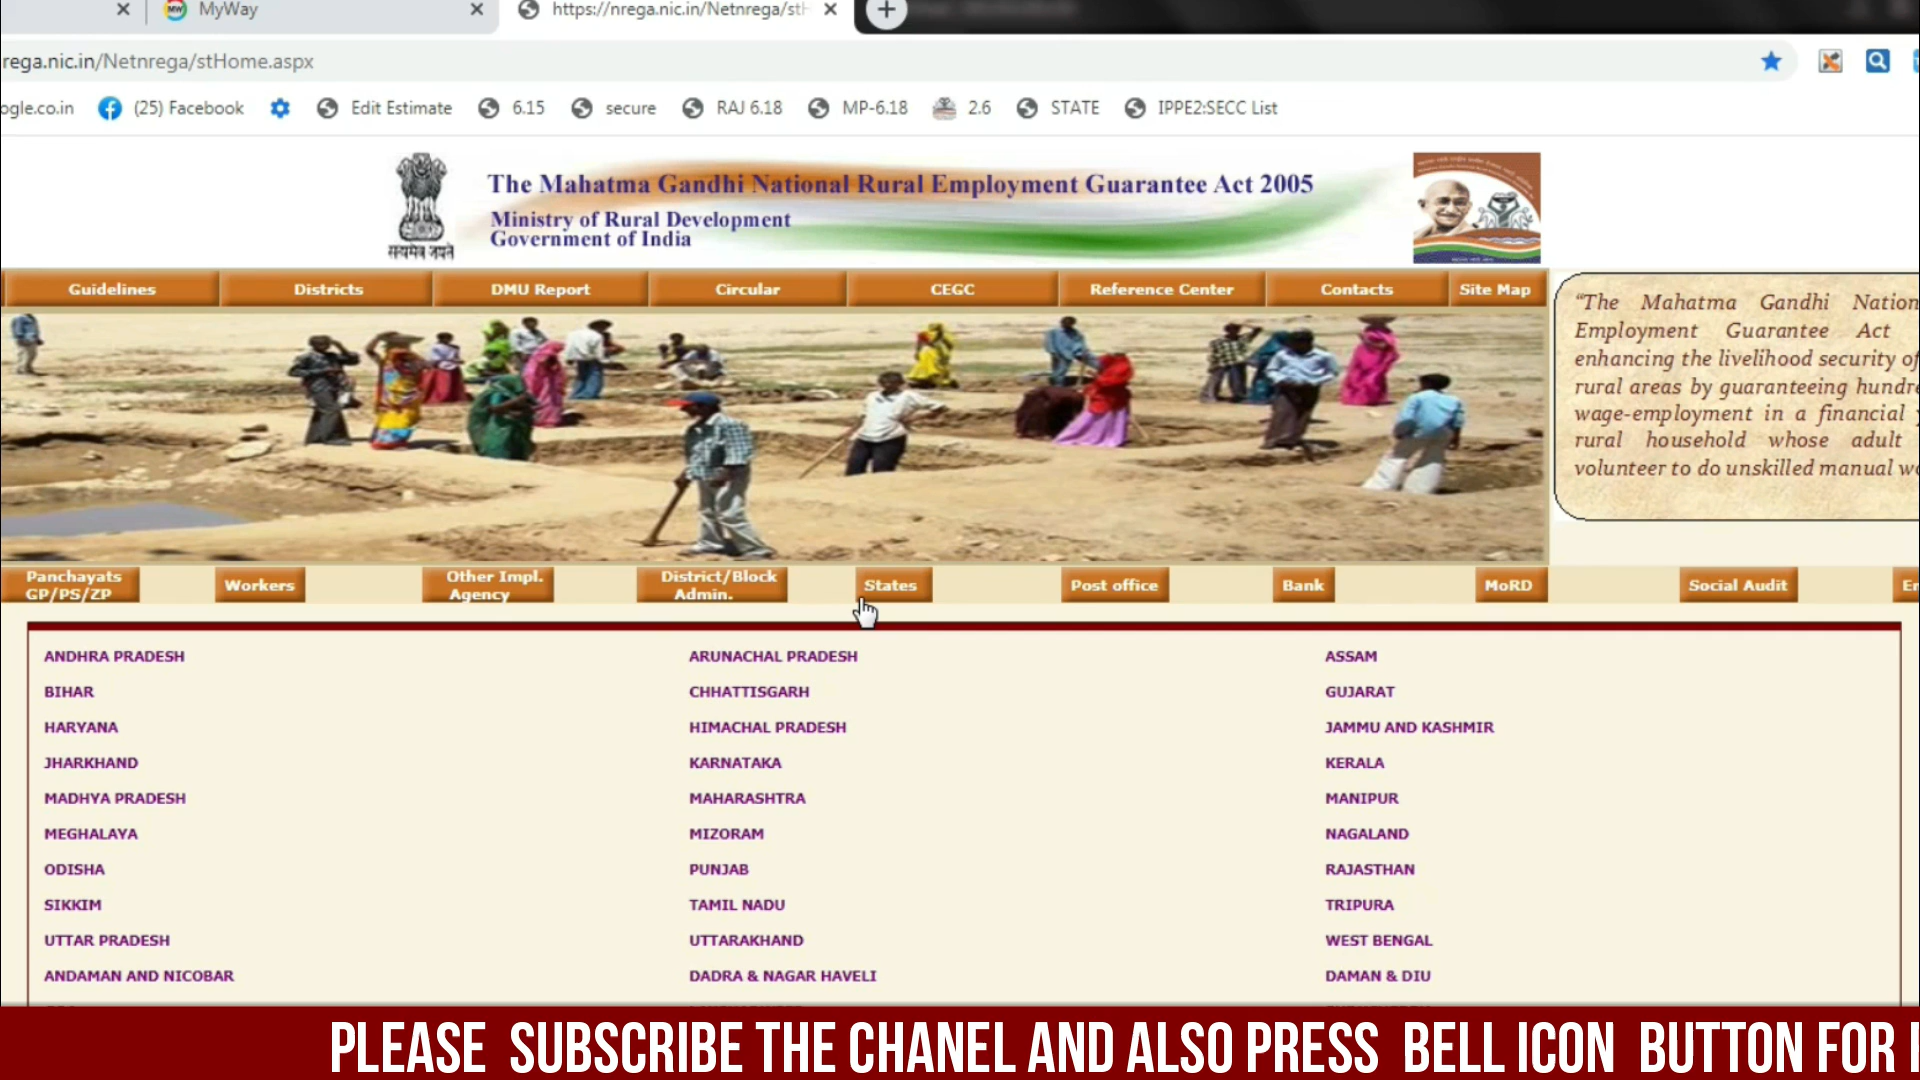 MyWay
https://nrega.nic.in/Netnrega/stH
rega.nic.in/Netnrega/stHome.aspx
ogle.co.in (25) Facebook Edit Estimate 6.15 secure RAJ 6.18 MP-6.18 2.6 STATE IPPE2:SECC List
The Mahatma Gandhi National Rural Employment Guarantee Act 2005
Ministry of Rural Development
Government of India
सत्यमेव जयते
Guidelines Districts DMU Report Circular CEGC Reference Center Contacts Site Map
“The Mahatma Gandhi Nation
Employment Guarantee Act
enhancing the livelihood security of
rural areas by guaranteeing hundre
wage-employment in a financial
rural household whose adult
volunteer to do unskilled manual wo
Panchayats GP/PS/ZP Workers Other Impl. Agency District/Block Admin. States Post office Bank MoRD Social Audit
ANDHRA PRADESH ARUNACHAL PRADESH ASSAM
BIHAR CHHATTISGARH GUJARAT
HARYANA HIMACHAL PRADESH JAMMU AND KASHMIR
JHARKHAND KARNATAKA KERALA
MADHYA PRADESH MAHARASHTRA MANIPUR
MEGHALAYA MIZORAM NAGALAND
ODISHA PUNJAB RAJASTHAN
SIKKIM TAMIL NADU TRIPURA
UTTAR PRADESH UTTARAKHAND WEST BENGAL
ANDAMAN AND NICOBAR DADRA & NAGAR HAVELI DAMAN & DIU
PLEASE SUBSCRIBE THE CHANEL AND ALSO PRESS BELL ICON BUTTON FOR